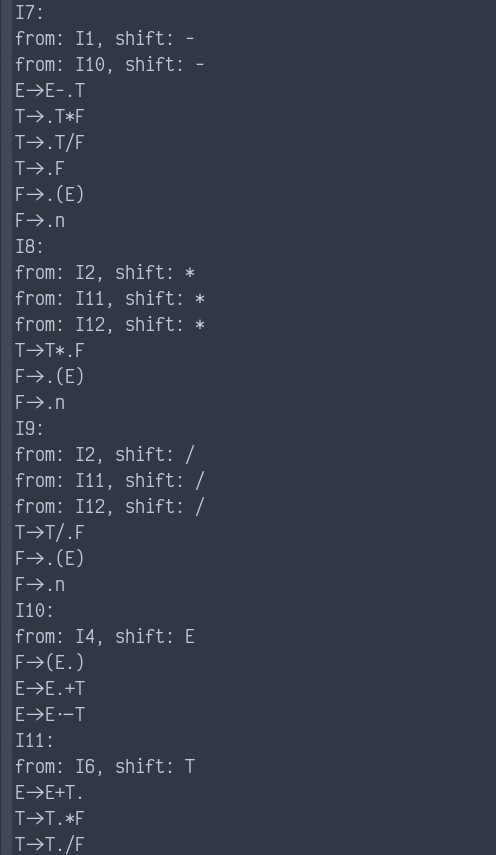 I7:
from: I1, shift: -
from: I10, shift: -
E→E-.T
T→.T*F
T→.T/F
T→.F
F→.(E)
F→.n
I8:
from: I2, shift: *
from: I11, shift: *
from: I12, shift: *
T→T*.F
F→.(E)
F→.n
I9:
from: I2, shift: /
from: I11, shift: /
from: I12, shift: /
T→T/.F
F→.(E)
F→.n
I10:
from: I4, shift: E
F→(E.)
E→E.+T
E→E·−T
I11:
from: I6, shift: T
E→E+T.
T→T.*F
T→T./F